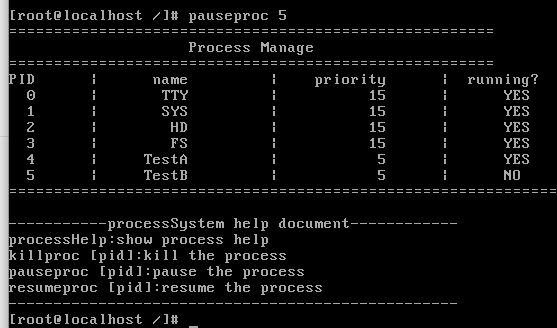 [root@localhost /]# pauseproc 5
=====================================================
Process Manage
=====================================================
PID ¦ name ¦ priority ¦ running?
0 ¦ TTY ¦ 15 ¦ YES
1 ¦ SYS ¦ 15 ¦ YES
2 ¦ HD ¦ 15 ¦ YES
3 ¦ FS ¦ 15 ¦ YES
4 ¦ TestA ¦ 5 ¦ YES
5 ¦ TestB ¦ 5 ¦ NO
============================================================
-----------processSystem help document------------
processHelp:show process help
killproc [pid]:kill the process
pauseproc [pid]:pause the process
resumeproc [pid]:resume the process
--------------------------------------------------
[root@localhost /]# _